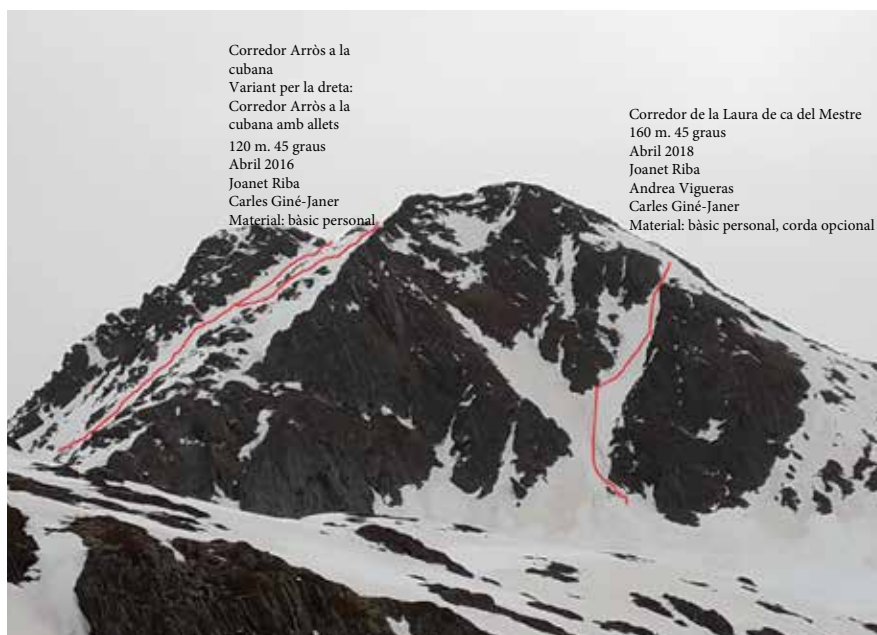 Corredor Arròs a la
cubana
Variant per la dreta:
Corredor Arròs a la
cubana amb allets
120 m. 45 graus
Abril 2016
Joanet Riba
Carles Giné-Janer
Material: bàsic personal
Corredor de la Laura de ca del Mestre
160 m. 45 graus
Abril 2018
Joanet Riba
Andrea Vigueras
Carles Giné-Janer
Material: bàsic personal, corda opcional